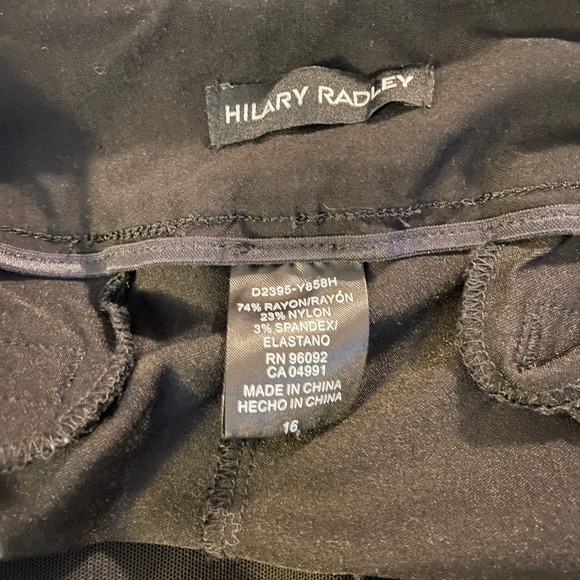 HILARY RADLEY
D2395-Y858H
74% RAYON/RAYÓN
23% NYLON
3% SPANDEX/
ELASTANO
RN 96092
CA 04991
MADE IN CHINA
HECHO IN CHINA
16